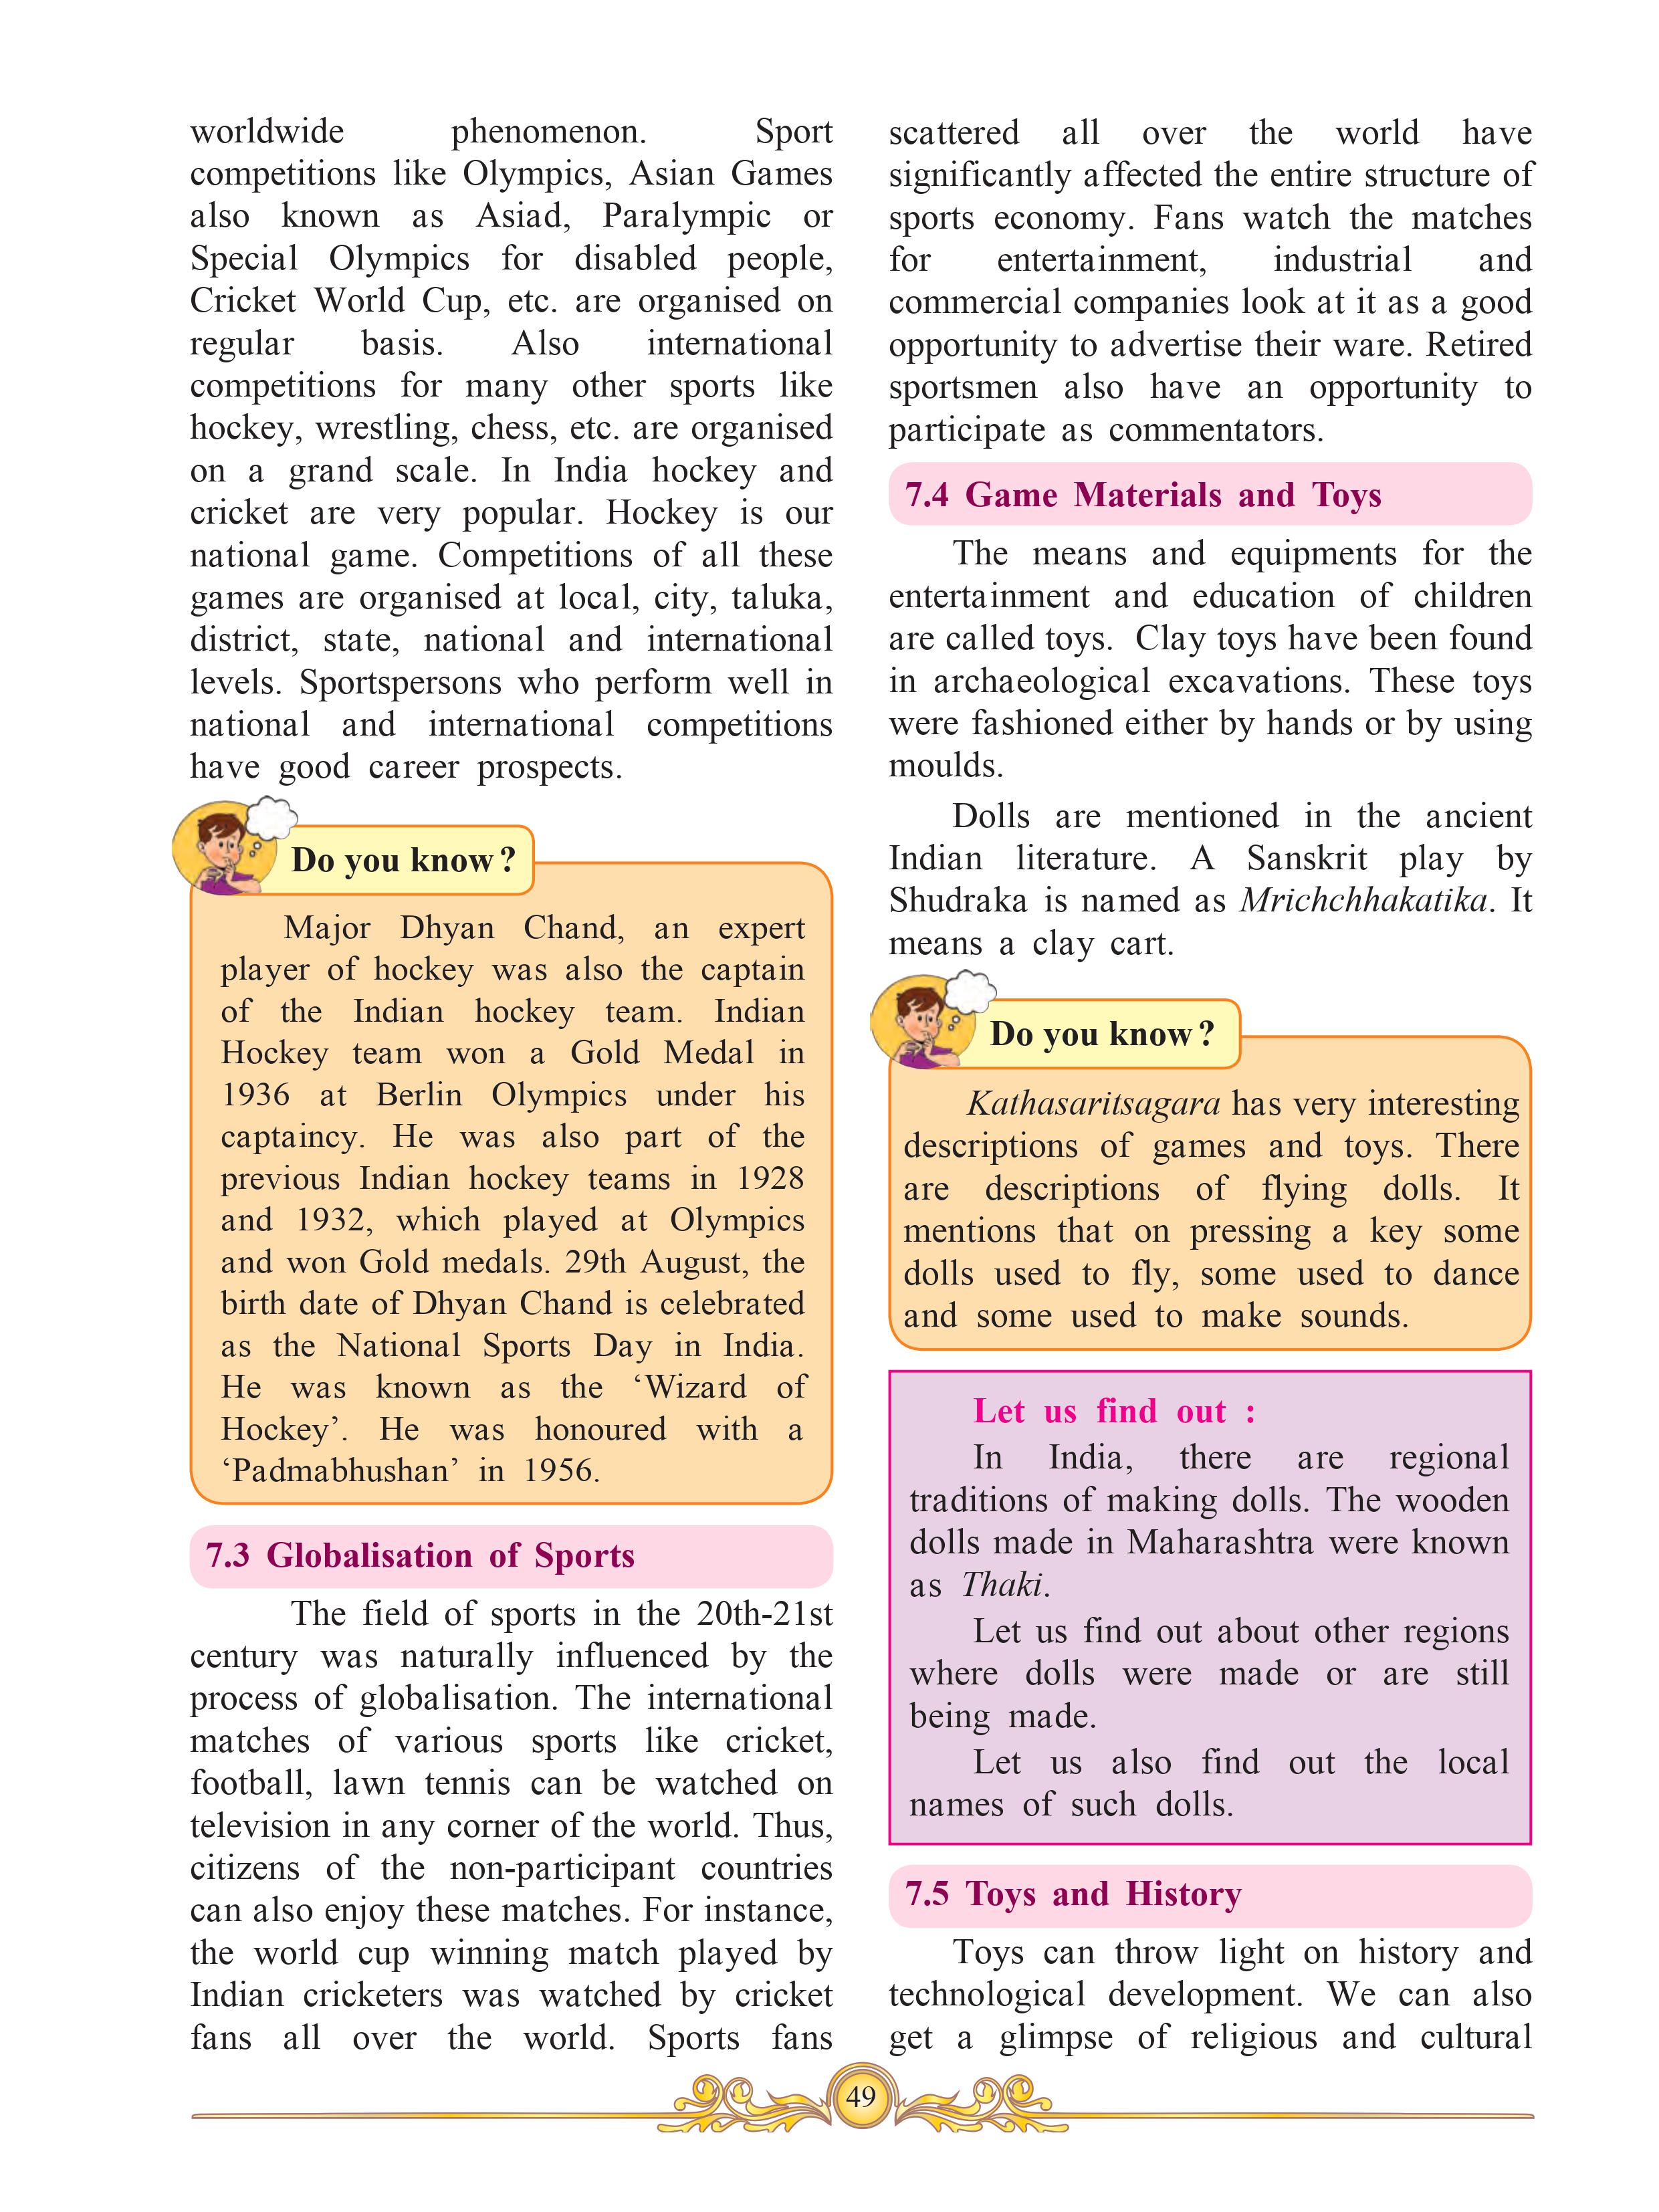 worldwide phenomenon. Sport
competitions like Olympics, Asian Games
also known as Asiad, Paralympic or
Special Olympics for disabled people,
Cricket World Cup, etc. are organised on
regular basis. Also international
competitions for many other sports like
hockey, wrestling, chess, etc. are organised
on a grand scale. In India hockey and
cricket are very popular. Hockey is our
national game. Competitions of all these
games are organised at local, city, taluka,
district, state, national and international
levels. Sportspersons who perform well in
national and international competitions
have good career prospects.
Do you know ?
Major Dhyan Chand, an expert
player of hockey was also the captain
of the Indian hockey team. Indian
Hockey team won a Gold Medal in
1936 at Berlin Olympics under his
captaincy. He was also part of the
previous Indian hockey teams in 1928
and 1932, which played at Olympics
and won Gold medals. 29th August, the
birth date of Dhyan Chand is celebrated
as the National Sports Day in India.
He was known as the ‘Wizard of
Hockey’. He was honoured with a
‘Padmabhushan’ in 1956.
7.3 Globalisation of Sports
The field of sports in the 20th-21st
century was naturally influenced by the
process of globalisation. The international
matches of various sports like cricket,
football, lawn tennis can be watched on
television in any corner of the world. Thus,
citizens of the non-participant countries
can also enjoy these matches. For instance,
the world cup winning match played by
Indian cricketers was watched by cricket
fans all over the world. Sports fans
scattered all over the world have
significantly affected the entire structure of
sports economy. Fans watch the matches
for entertainment, industrial and
commercial companies look at it as a good
opportunity to advertise their ware. Retired
sportsmen also have an opportunity to
participate as commentators.
7.4 Game Materials and Toys
The means and equipments for the
entertainment and education of children
are called toys. Clay toys have been found
in archaeological excavations. These toys
were fashioned either by hands or by using
moulds.
Dolls are mentioned in the ancient
Indian literature. A Sanskrit play by
Shudraka is named as Mrichchhakatika. It
means a clay cart.
Do you know ?
Kathasaritsagara has very interesting
descriptions of games and toys. There
are descriptions of flying dolls. It
mentions that on pressing a key some
dolls used to fly, some used to dance
and some used to make sounds.
Let us find out :
In India, there are regional
traditions of making dolls. The wooden
dolls made in Maharashtra were known
as Thaki.
Let us find out about other regions
where dolls were made or are still
being made.
Let us also find out the local
names of such dolls.
7.5 Toys and History
Toys can throw light on history and
technological development. We can also
get a glimpse of religious and cultural
49